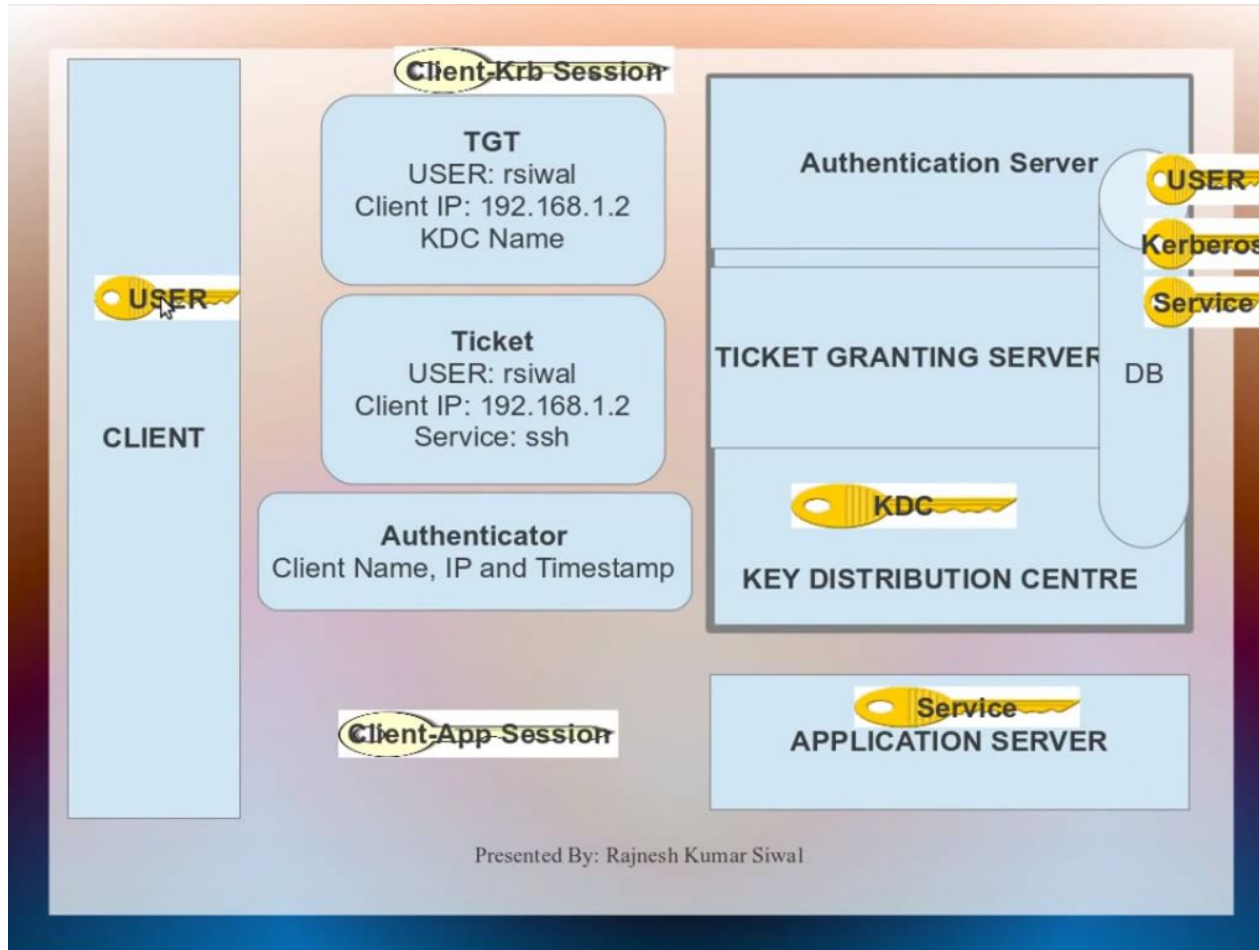 Client-Krb Session
TGT
USER: rsiwal
Client IP: 192.168.1.2
KDC Name
Authentication Server
USER
Kerberos
Service
USER
Ticket
USER: rsiwal
Client IP: 192.168.1.2
Service: ssh
TICKET GRANTING SERVER
DB
CLIENT
KDC
Authenticator
Client Name, IP and Timestamp
KEY DISTRIBUTION CENTRE
Client-App Session
Service
APPLICATION SERVER
Presented By: Rajnesh Kumar Siwal